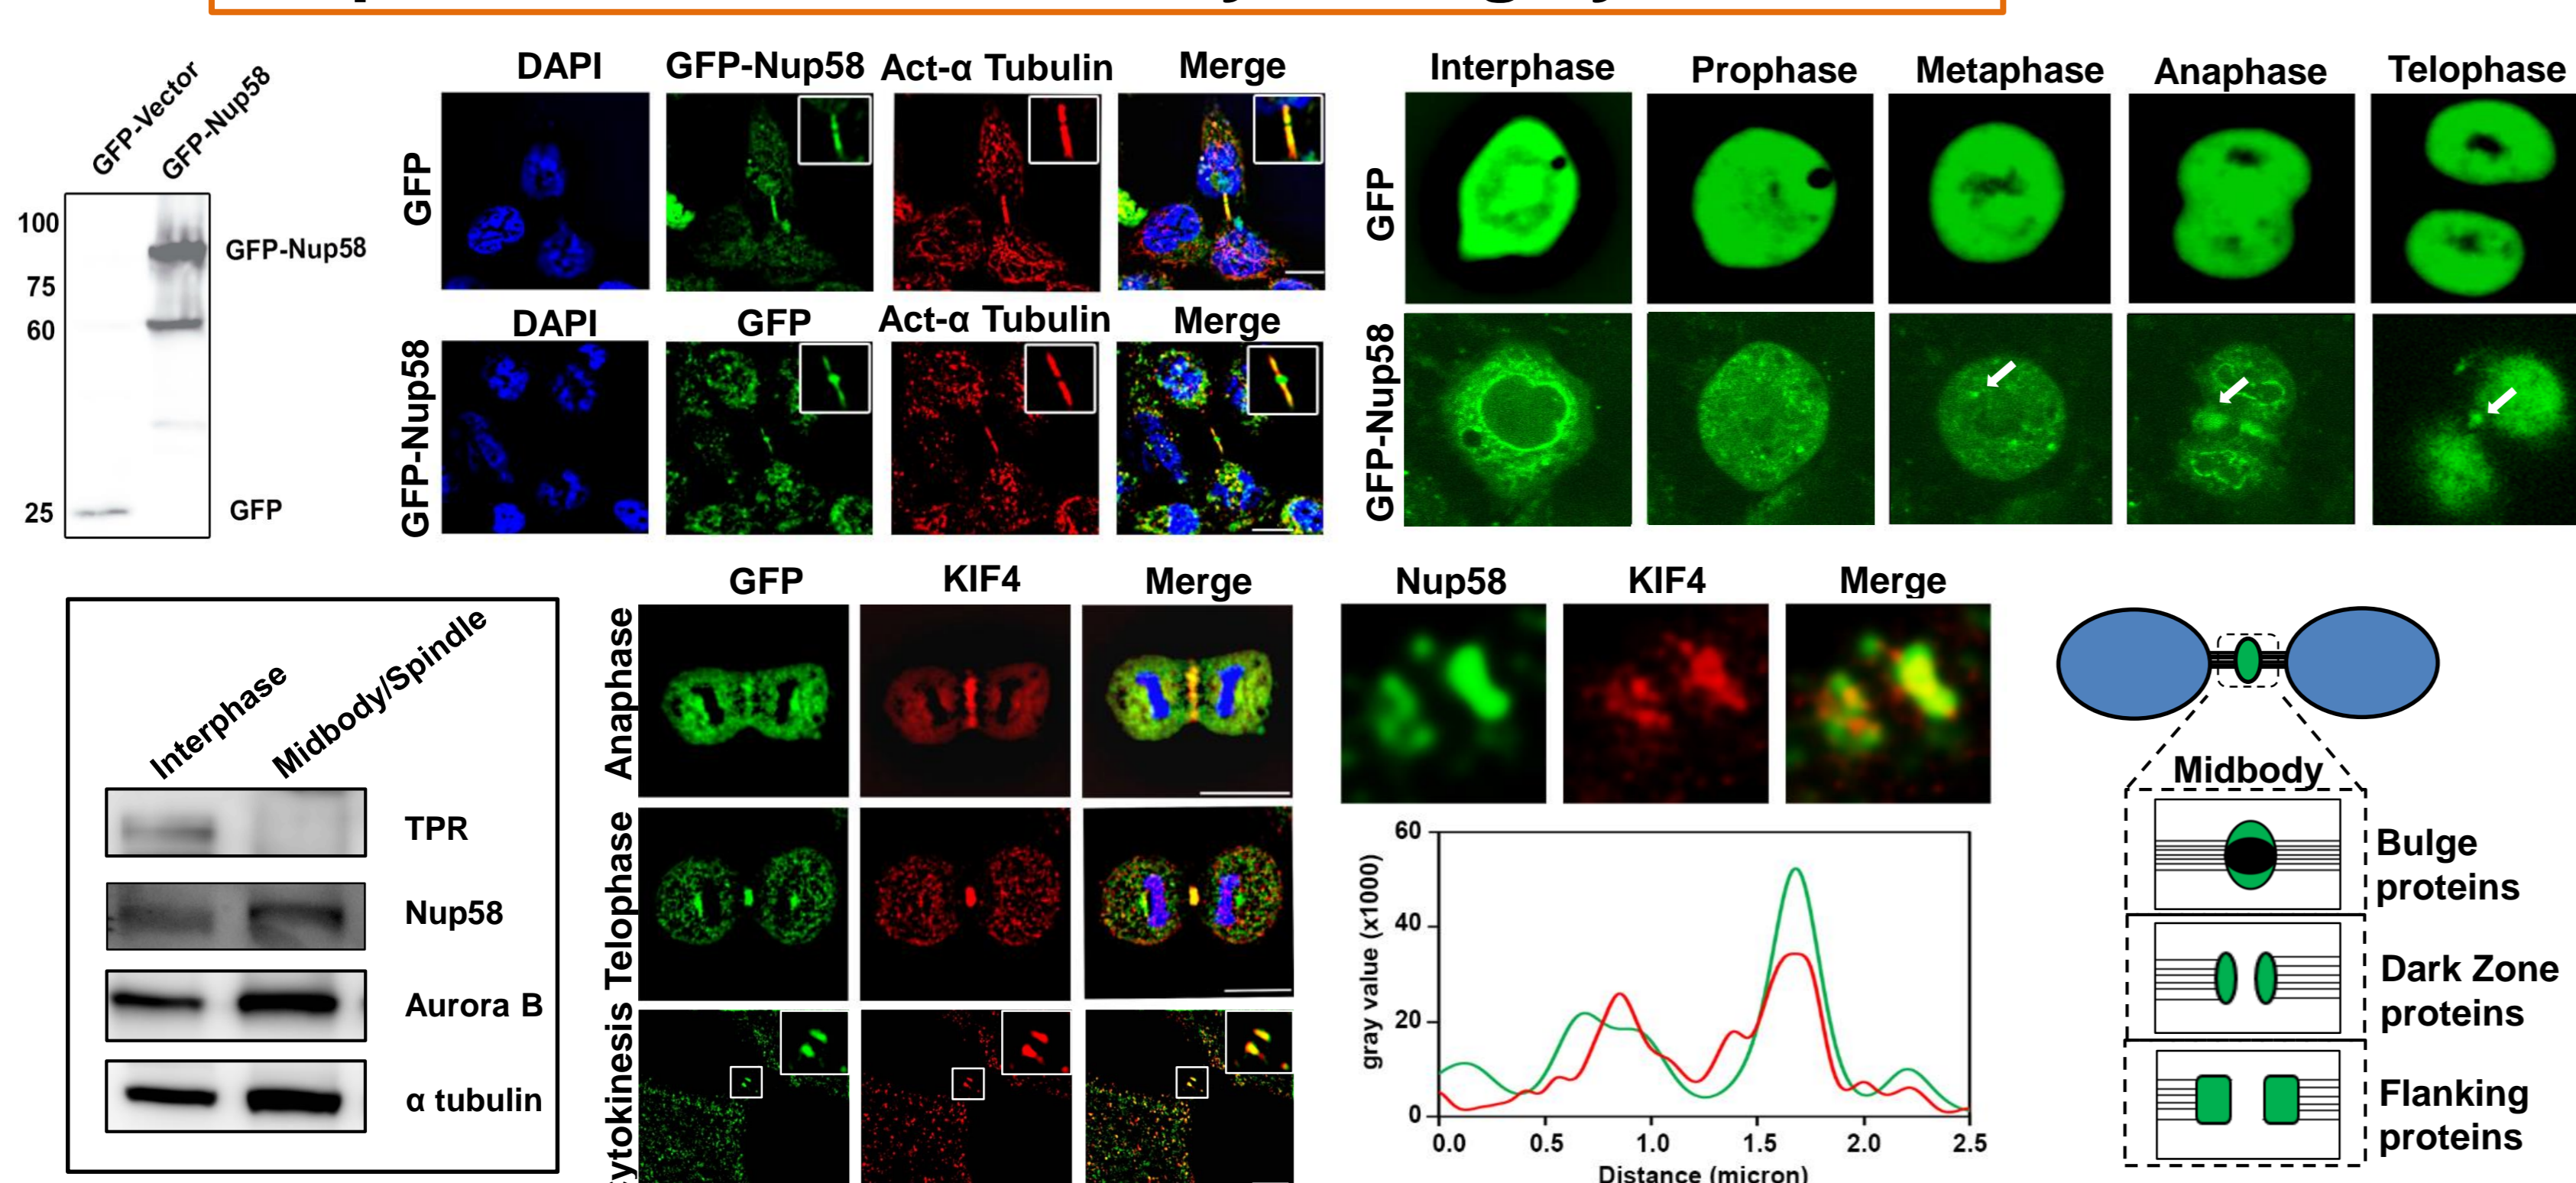 GFP-Vector
GFP-Nup58
100
75
60
25
GFP-Nup58
GFP
DAPI GFP-Nup58 Act-α Tubulin Merge
GFP
DAPI GFP Act-α Tubulin Merge
GFP-Nup58
Interphase Prophase Metaphase Anaphase Telophase
GFP
GFP-Nup58
Interphase
Midbody/Spindle
TPR
Nup58
Aurora B
α tubulin
GFP KIF4 Merge
Anaphase
Telophase
Nup58 KIF4 Merge
60
40
20
0
gray value (x1000)
0.0 0.5 1.0 1.5 2.0 2.5
Distance (micron)
Midbody
Bulge
proteins
Dark Zone
proteins
Flanking
proteins